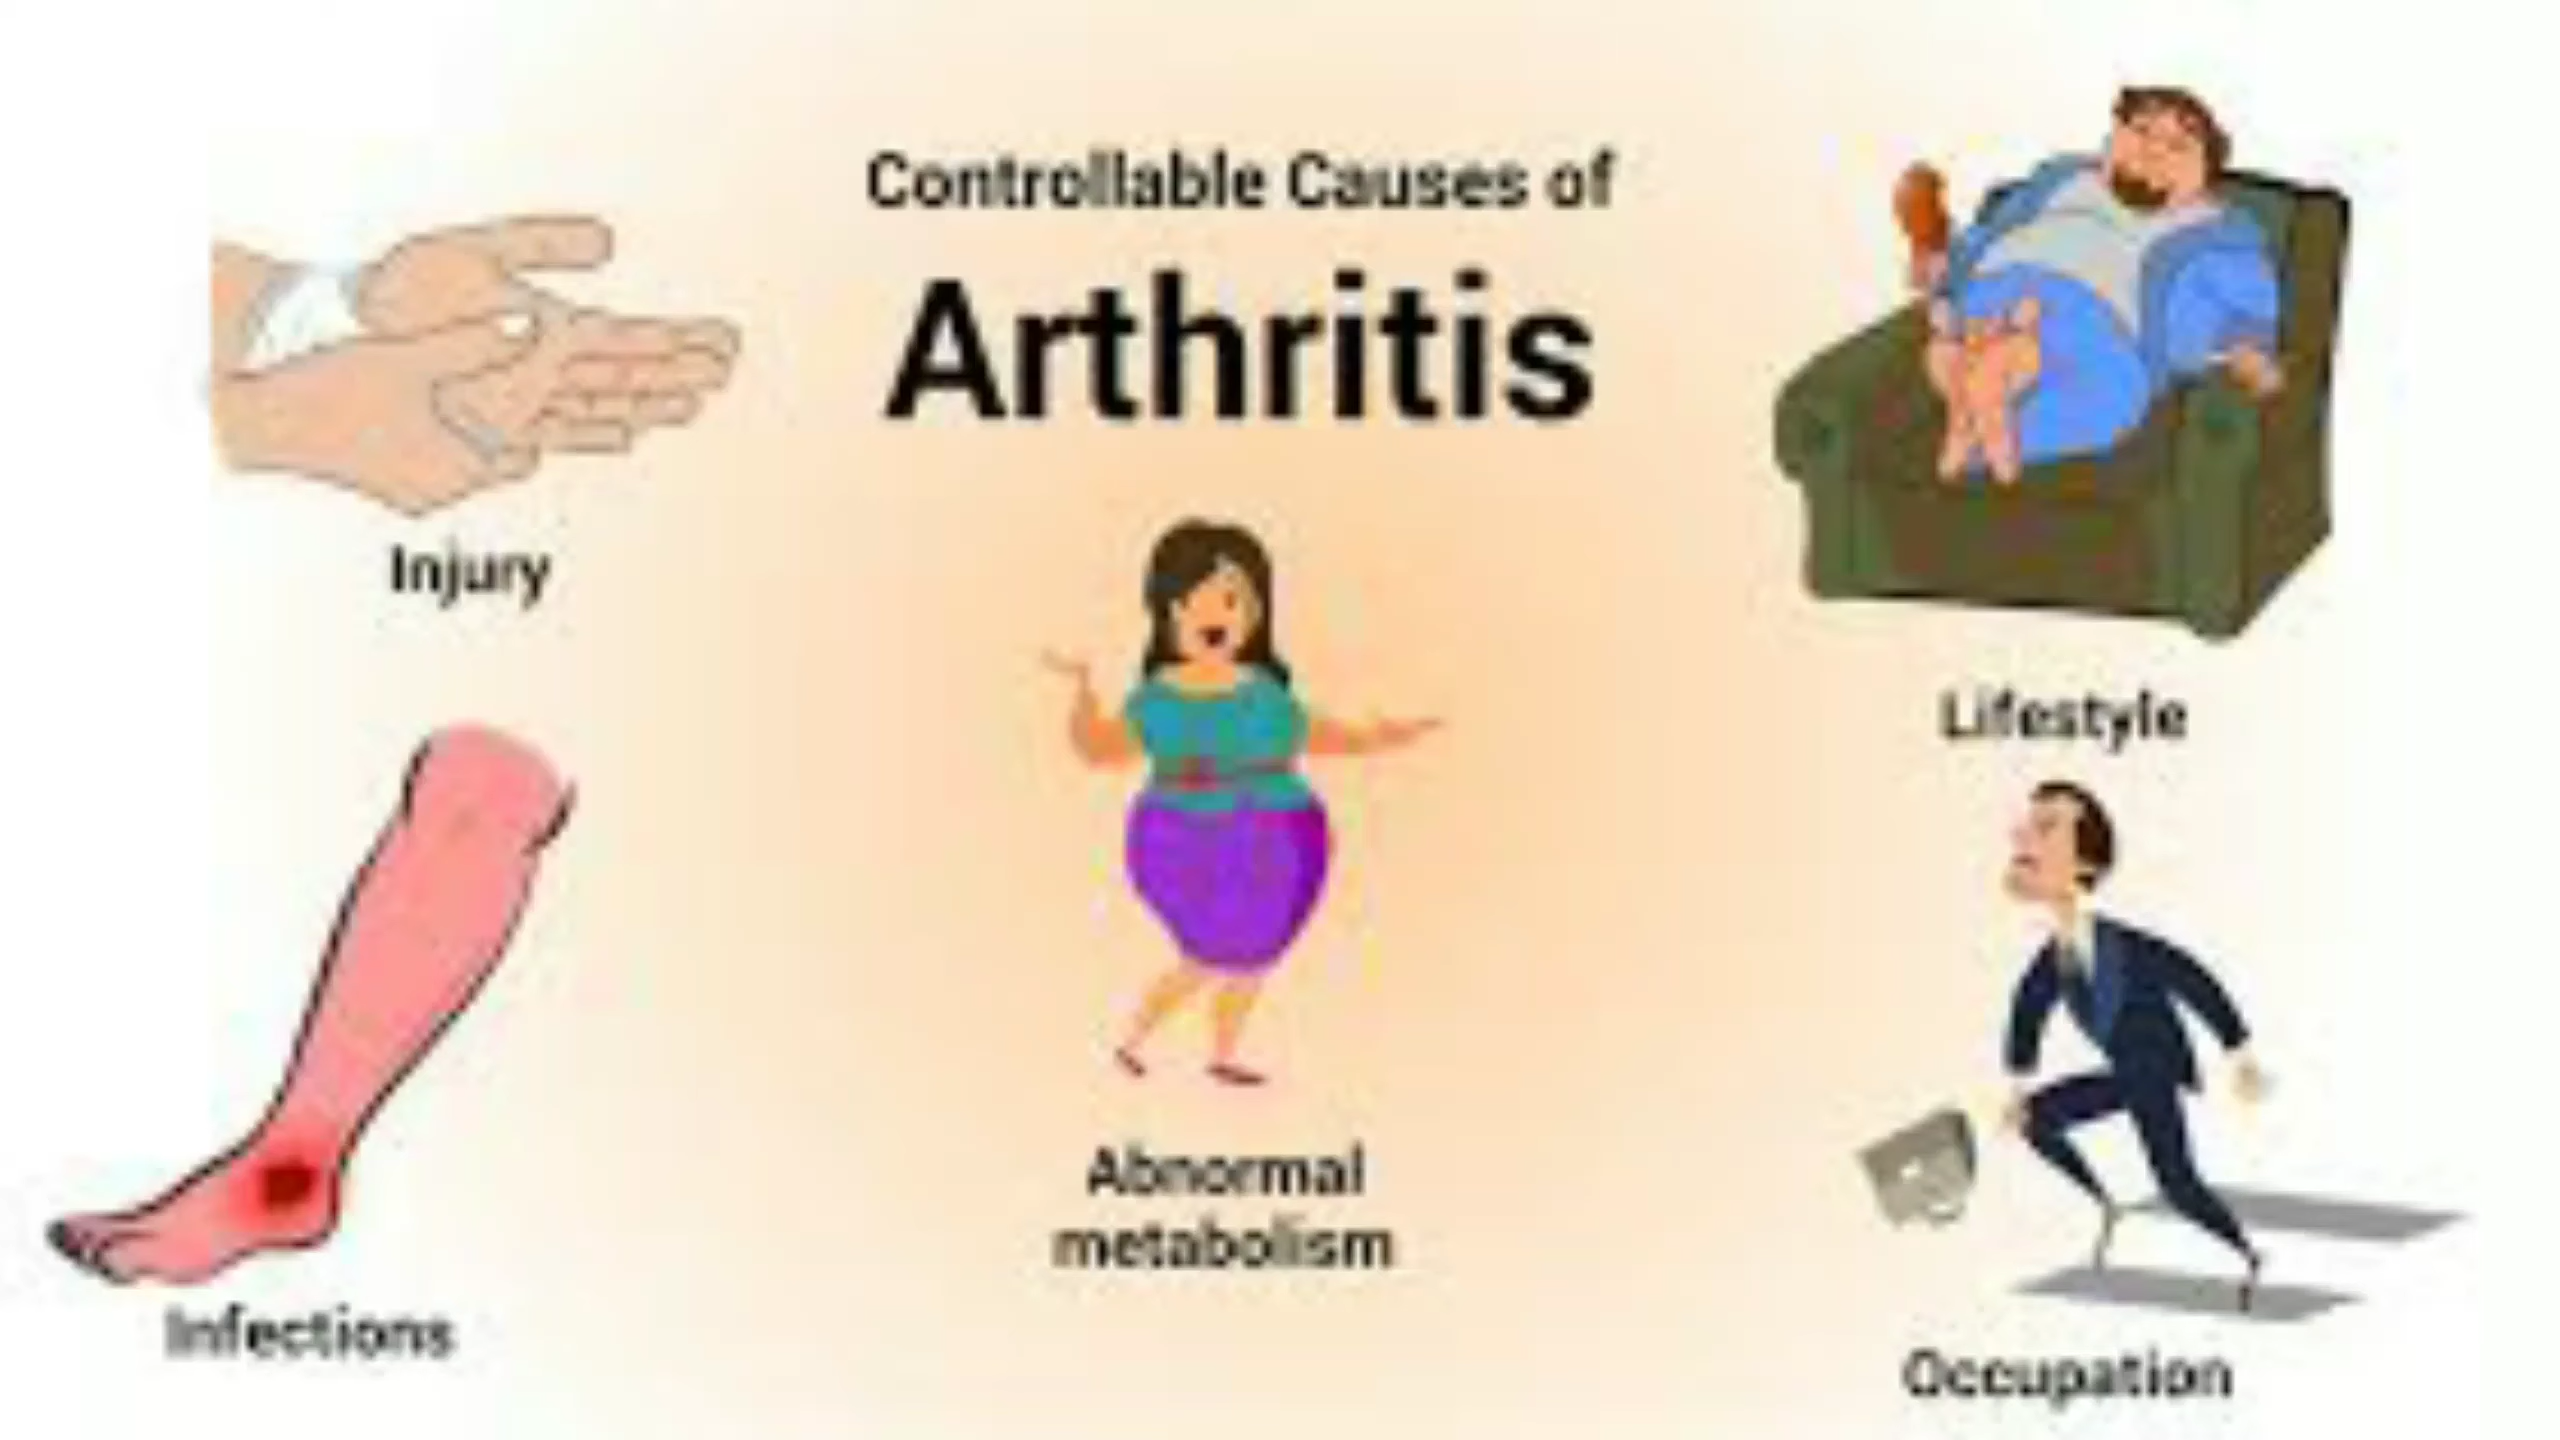 Controllable Causes of
Arthritis
Injury
Lifestyle
Infections
Abnormal
metabolism
Occupation